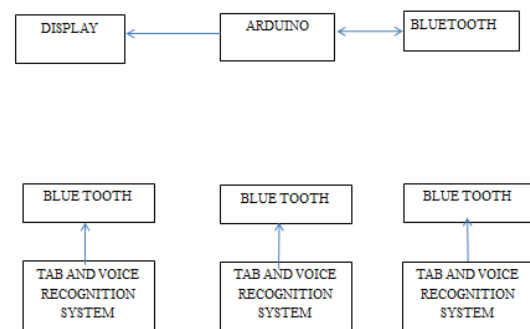 DISPLAY
ARDUINO
BLUETOOTH
BLUE TOOTH
BLUE TOOTH
BLUE TOOTH
TAB AND VOICE
RECOGNITION
SYSTEM
TAB AND VOICE
RECOGNITION
SYSTEM
TAB AND VOICE
RECOGNITION
SYSTEM